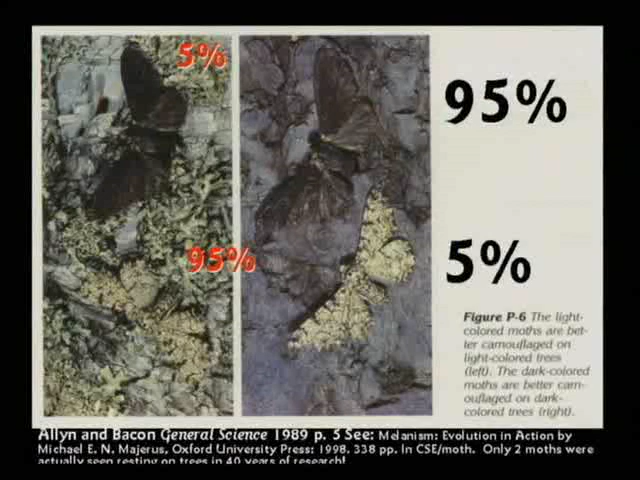 5%
95%
95%
5%
Figure P-6 The light-
colored moths are bet-
ter camouflaged on
light-colored trees
(left). The dark-colored
moths are better cam-
ouflaged on dark-
colored trees (right).
Allyn and Bacon General Science 1989 p. 5 See: Melanism: Evolution in Action by
Michael E. N. Majerus, Oxford University Press: 1998. 338 pp. In CSE/moth. Only 2 moths were
actually seen resting on trees in 40 years of research!